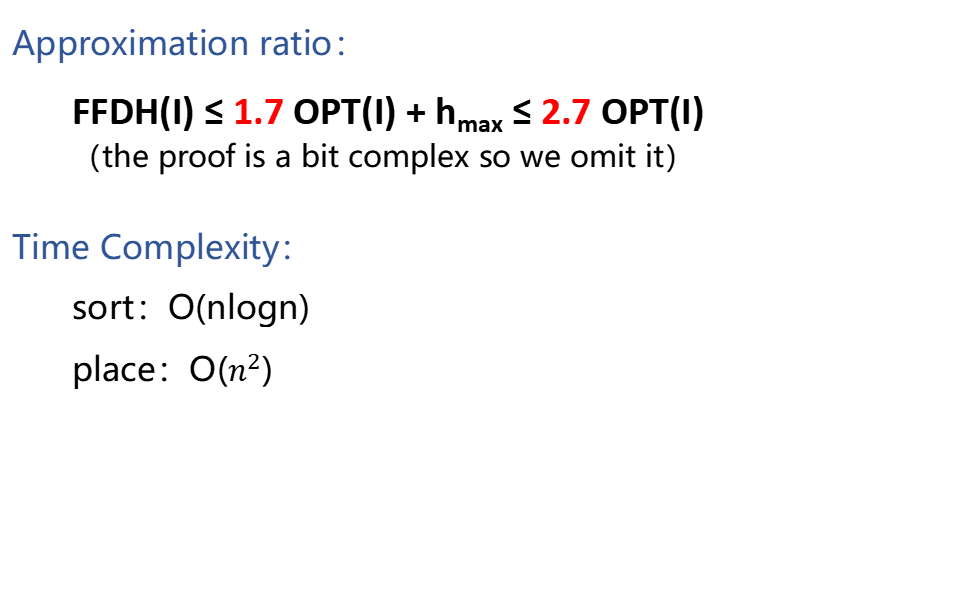 Approximation ratio：
FFDH(I) ≤ 1.7 OPT(I) + hmax ≤ 2.7 OPT(I)
（the proof is a bit complex so we omit it）
Time Complexity：
sort：O(nlogn)
place：O(n²)